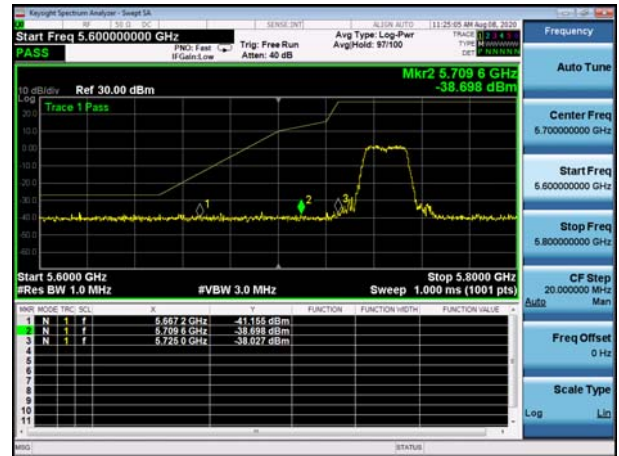 Keysight Spectrum Analyzer - Swept SA
RF 50 Ω DC SENSE:INT ALIGN AUTO 11:25:05 AM Aug 08, 2020
Start Freq 5.600000000 GHz
PASS
PNO: Fast
IFGain:Low
Trig: Free Run
Atten: 40 dB
Avg Type: Log-Pwr
Avg|Hold: 97/100
TRACE 1 2 3 4 5 6
TYPE M
DET P N N N N N
Mkr2 5.709 6 GHz
-38.698 dBm
10 dB/div Ref 30.00 dBm
Log
Trace 1 Pass
20.0
10.0
0.00
-10.0
-20.0
-30.0
-40.0
-50.0
-60.0
1
2
3
Start 5.6000 GHz
Stop 5.8000 GHz
#Res BW 1.0 MHz
#VBW 3.0 MHz
Sweep 1.000 ms (1001 pts)
MKR MODE TRC SCL X Y FUNCTION FUNCTION WIDTH FUNCTION VALUE
1 N 1 f 5.667 2 GHz -41.155 dBm
2 N 1 f 5.709 6 GHz -38.698 dBm
3 N 1 f 5.725 0 GHz -38.027 dBm
4
5
6
7
8
9
10
11
MSG
STATUS
Frequency
Auto Tune
Center Freq
5.700000000 GHz
Start Freq
5.600000000 GHz
Stop Freq
5.800000000 GHz
CF Step
20.000000 MHz
Auto Man
Freq Offset
0 Hz
Scale Type
Log Lin